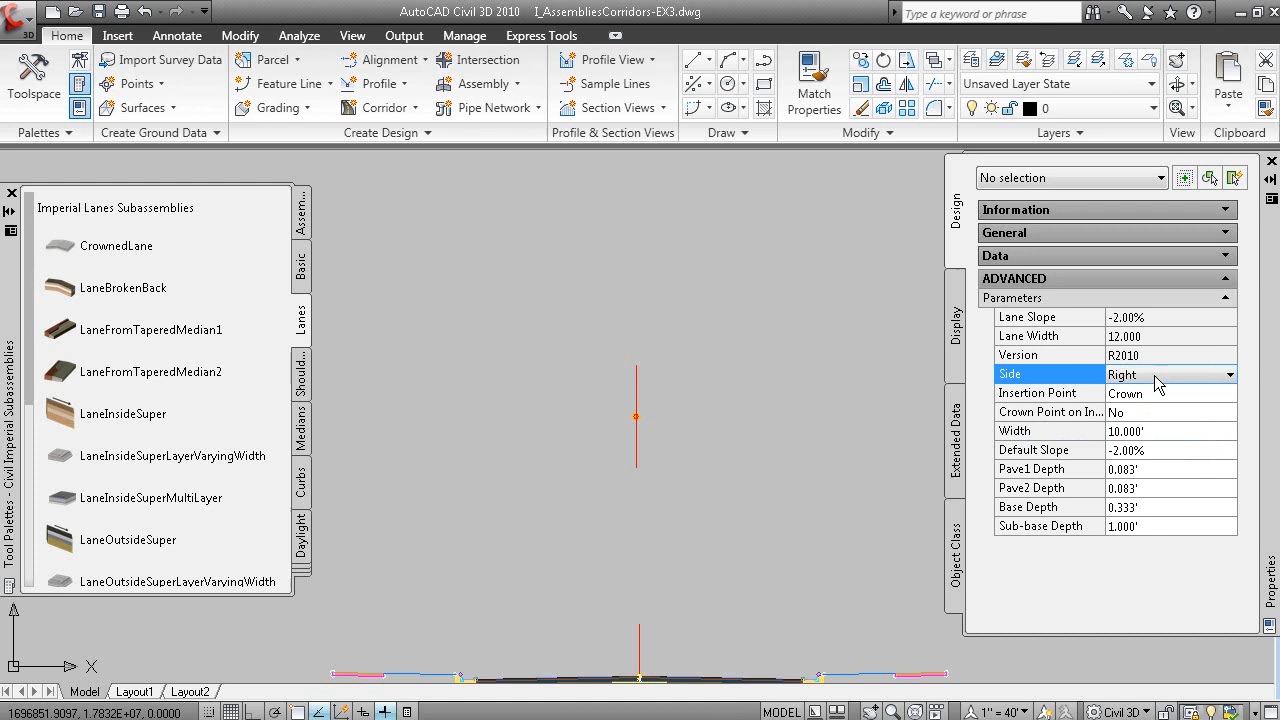 3D
AutoCAD Civil 3D 2010 I_AssembliesCorridors-EX3.dwg
Type a keyword or phrase
Home Insert Annotate Modify Analyze View Output Manage Express Tools
Toolspace
Import Survey Data
Points
Surfaces
Parcel
Feature Line
Grading
Alignment
Profile
Corridor
Intersection
Assembly
Pipe Network
Profile View
Sample Lines
Section Views
Match
Properties
Unsaved Layer State
0
Paste
Palettes Create Ground Data Create Design Profile & Section Views Draw Modify Layers View Clipboard
Imperial Lanes Subassemblies
CrownedLane
LaneBrokenBack
LaneFromTaperedMedian1
LaneFromTaperedMedian2
LaneInsideSuper
LaneInsideSuperLayerVaryingWidth
LaneInsideSuperMultiLayer
LaneOutsideSuper
LaneOutsideSuperLayerVaryingWidth
Assem...
Basic
Lanes
Should...
Medians
Curbs
Daylight
Tool Palettes - Civil Imperial Subassemblies
No selection
Information
General
Data
ADVANCED
Parameters
Lane Slope -2.00%
Lane Width 12.000
Version R2010
Side Right
Insertion Point Crown
Crown Point on In... No
Width 10.000'
Default Slope -2.00%
Pave1 Depth 0.083'
Pave2 Depth 0.083'
Base Depth 0.333'
Sub-base Depth 1.000'
Design
Display
Extended Data
Object Class
Properties
X
Model Layout1 Layout2
1696851.9097, 1.7832E+07, 0.0000
MODEL
1" = 40'
Civil 3D